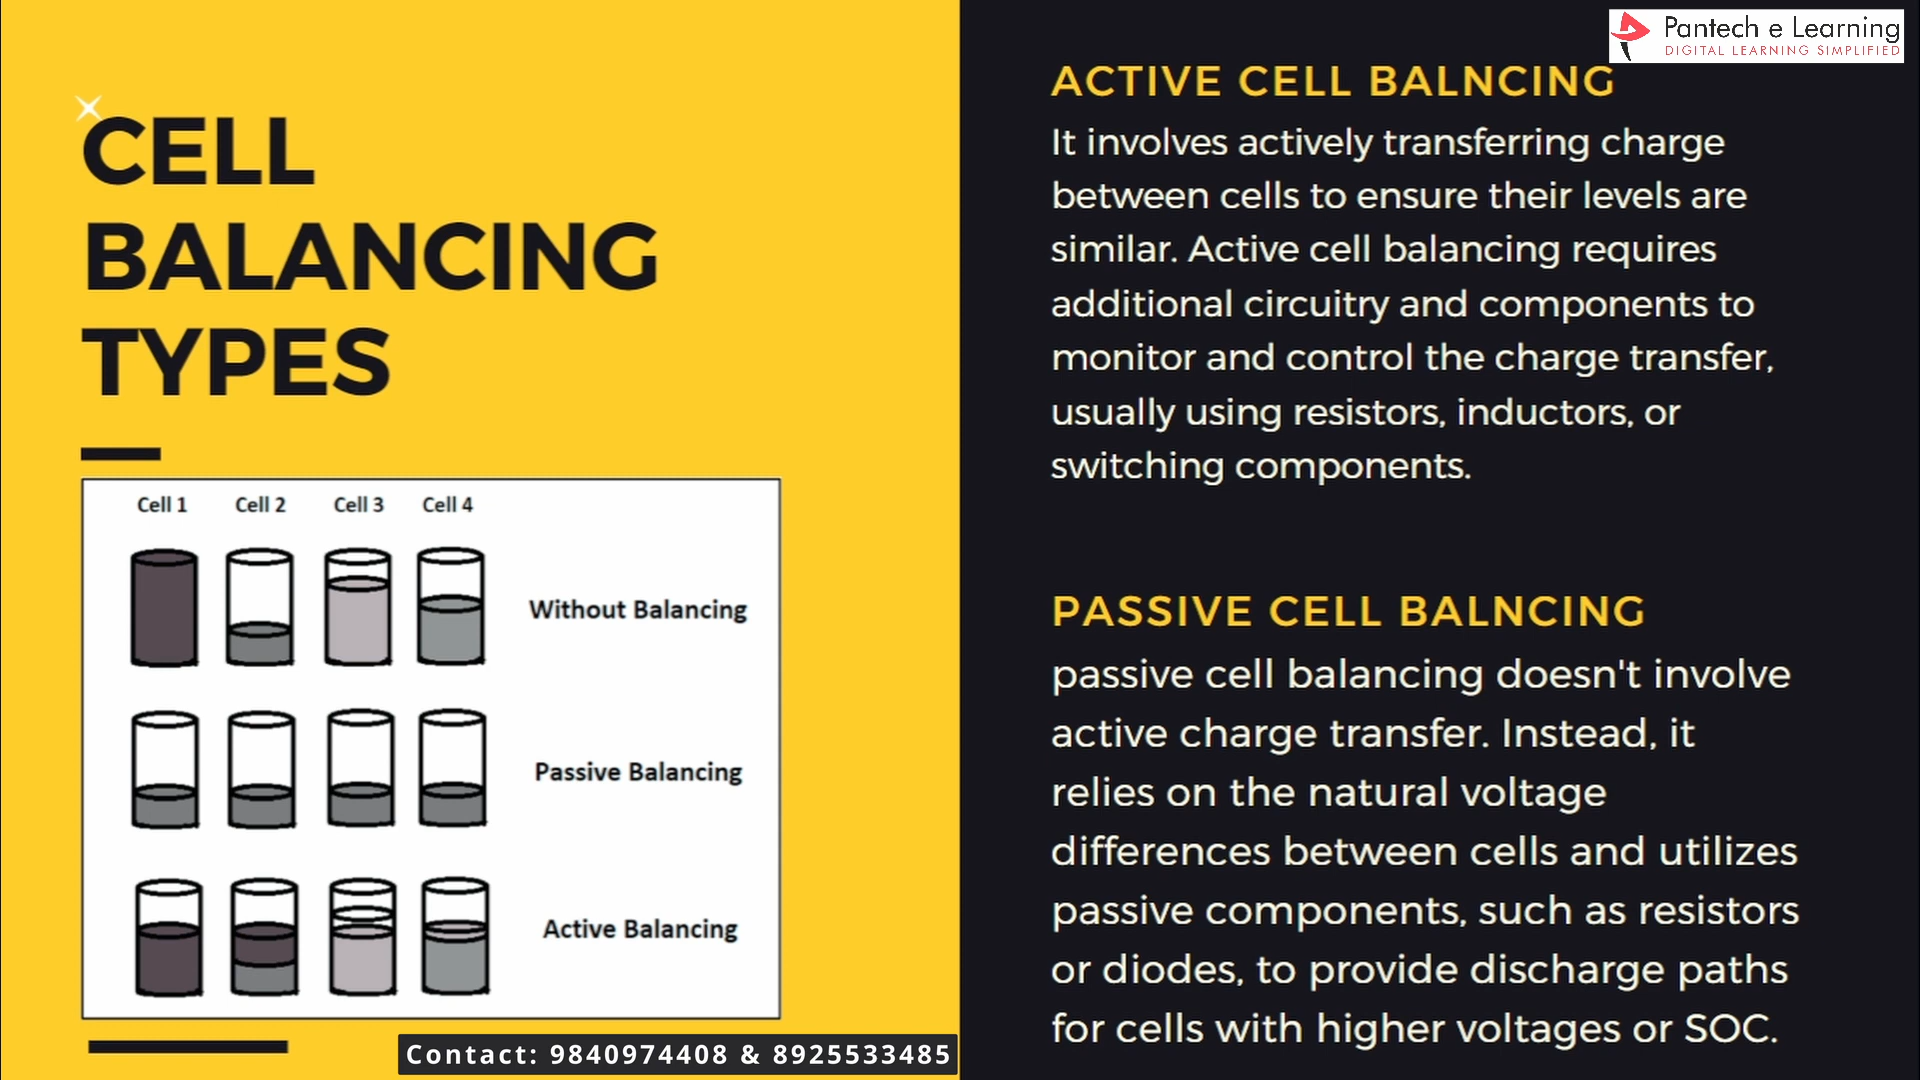 CELL
BALANCING
TYPES
Cell 1 Cell 2 Cell 3 Cell 4
Without Balancing
Passive Balancing
Active Balancing
Contact: 9840974408 & 8925533485
Pantech e Learning
DIGITAL LEARNING SIMPLIFIED
ACTIVE CELL BALNCING
It involves actively transferring charge
between cells to ensure their levels are
similar. Active cell balancing requires
additional circuitry and components to
monitor and control the charge transfer,
usually using resistors, inductors, or
switching components.
PASSIVE CELL BALNCING
passive cell balancing doesn't involve
active charge transfer. Instead, it
relies on the natural voltage
differences between cells and utilizes
passive components, such as resistors
or diodes, to provide discharge paths
for cells with higher voltages or SOC.